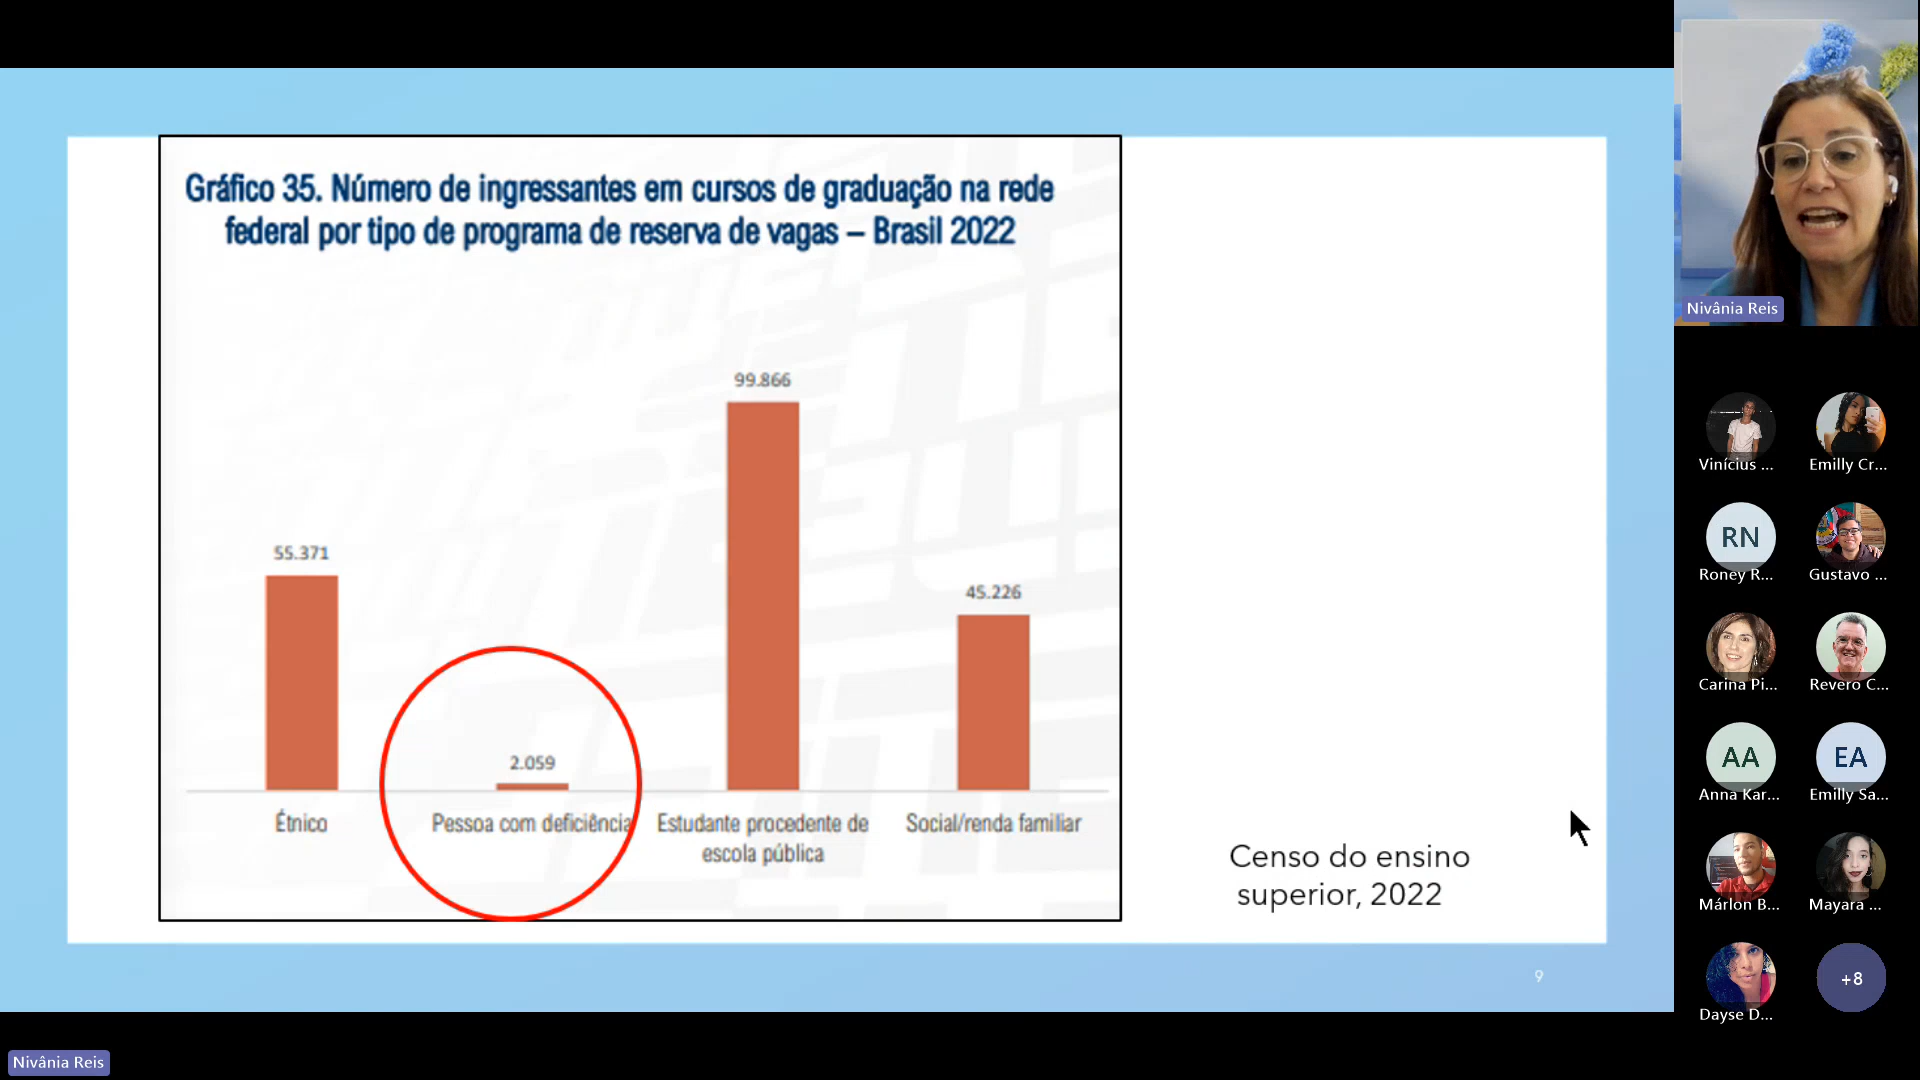 Gráfico 35. Número de ingressantes em cursos de graduação na rede
federal por tipo de programa de reserva de vagas – Brasil 2022
55.371
2.059
99.866
45.226
Étnico
Pessoa com deficiência
Estudante procedente de
escola pública
Social/renda familiar
Censo do ensino
superior, 2022
9
Nivânia Reis
Nivânia Reis
Vinícius ...
Emilly Cr...
RN
Roney R...
Gustavo ...
Carina Pi...
Revero C...
AA
Anna Kar...
EA
Emilly Sa...
Márlon B...
Mayara ...
Dayse D...
+8